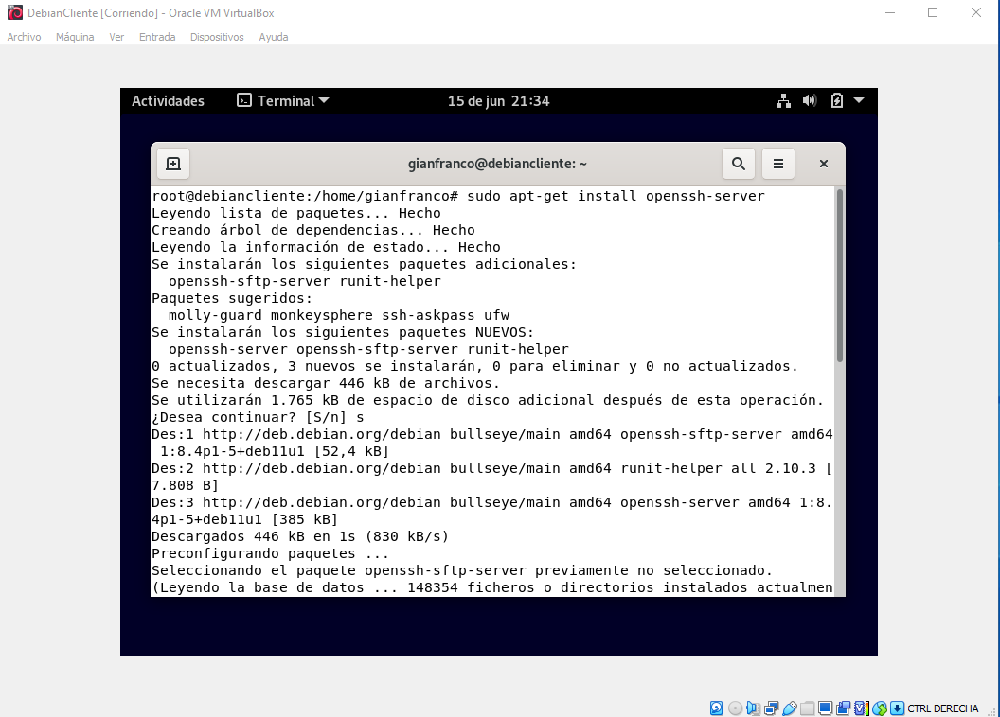 DebianCliente [Corriendo] - Oracle VM VirtualBox
Archivo Máquina Ver Entrada Dispositivos Ayuda
Actividades Terminal 15 de jun 21:34
gianfranco@debiancliente: ~
root@debiancliente:/home/gianfranco# sudo apt-get install openssh-server
Leyendo lista de paquetes... Hecho
Creando árbol de dependencias... Hecho
Leyendo la información de estado... Hecho
Se instalarán los siguientes paquetes adicionales:
openssh-sftp-server runit-helper
Paquetes sugeridos:
molly-guard monkeysphere ssh-askpass ufw
Se instalarán los siguientes paquetes NUEVOS:
openssh-server openssh-sftp-server runit-helper
0 actualizados, 3 nuevos se instalarán, 0 para eliminar y 0 no actualizados.
Se necesita descargar 446 kB de archivos.
Se utilizarán 1.765 kB de espacio de disco adicional después de esta operación.
¿Desea continuar? [S/n] s
Des:1 http://deb.debian.org/debian bullseye/main amd64 openssh-sftp-server amd64
1:8.4p1-5+deb11u1 [52,4 kB]
Des:2 http://deb.debian.org/debian bullseye/main amd64 runit-helper all 2.10.3 [
7.808 B]
Des:3 http://deb.debian.org/debian bullseye/main amd64 openssh-server amd64 1:8.
4p1-5+deb11u1 [385 kB]
Descargados 446 kB en 1s (830 kB/s)
Preconfigurando paquetes ...
Seleccionando el paquete openssh-sftp-server previamente no seleccionado.
(Leyendo la base de datos ... 148354 ficheros o directorios instalados actualmen
CTRL DERECHA